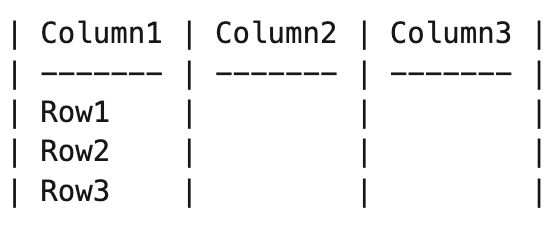 | Column1 | Column2 | Column3 |
| ------- | ------- | ------- |
| Row1    |         |         |
| Row2    |         |         |
| Row3    |         |         |